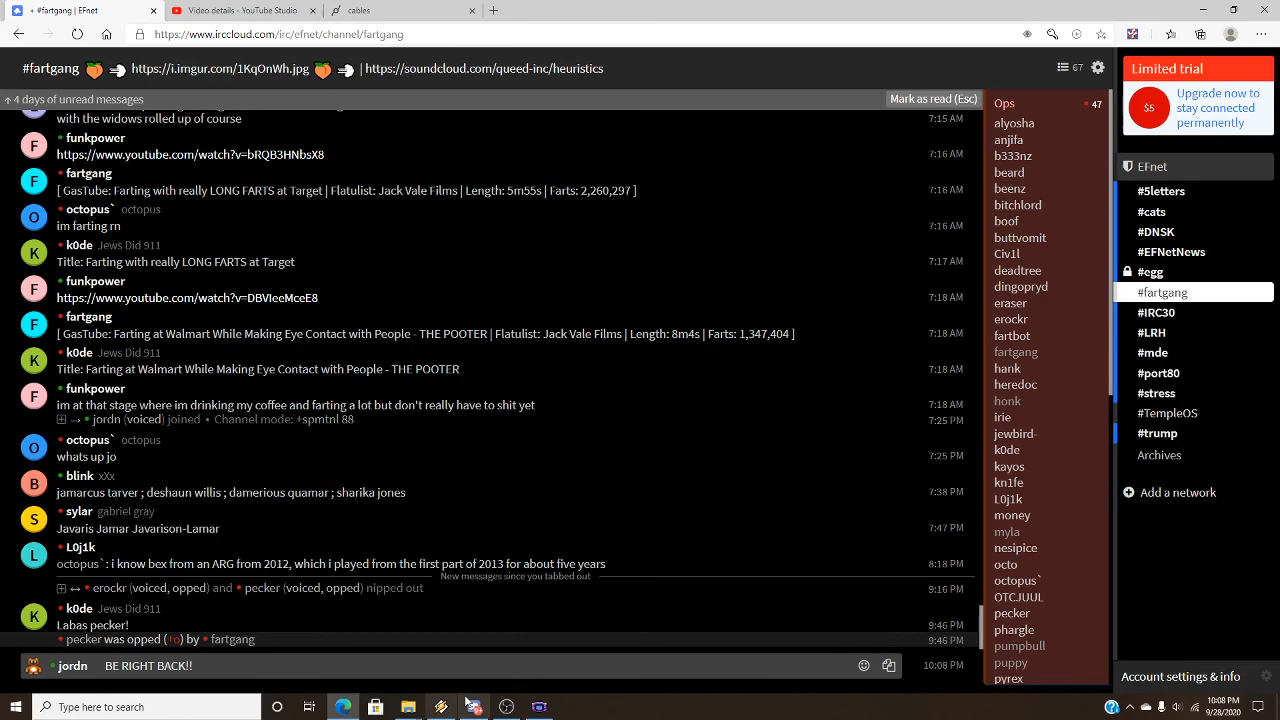 #fartgang | EFnet
Video details - YouTube Studio
cables
https://www.irccloud.com/irc/efnet/channel/fartgang
#fartgang 🍑 💨 https://i.imgur.com/1KqOnWh.jpg 🍑 💨 | https://soundcloud.com/queed-inc/heuristics
67
4 days of unread messages
Mark as read (Esc)
with the widows rolled up of course 7:15 AM
funkpower
https://www.youtube.com/watch?v=bRQB3HNbsX8 7:16 AM
fartgang
[ GasTube: Farting with really LONG FARTS at Target | Flatulist: Jack Vale Films | Length: 5m55s | Farts: 2,260,297 ] 7:16 AM
octopus` octopus
im farting rn 7:16 AM
k0de Jews Did 911
Title: Farting with really LONG FARTS at Target 7:17 AM
funkpower
https://www.youtube.com/watch?v=DBVIeeMceE8 7:18 AM
fartgang
[ GasTube: Farting at Walmart While Making Eye Contact with People - THE POOTER | Flatulist: Jack Vale Films | Length: 8m4s | Farts: 1,347,404 ] 7:18 AM
k0de Jews Did 911
Title: Farting at Walmart While Making Eye Contact with People - THE POOTER 7:18 AM
funkpower
im at that stage where im drinking my coffee and farting a lot but don't really have to shit yet 7:18 AM
→ jordn (voiced) joined • Channel mode: +spmtnl 88 7:25 PM
octopus` octopus
whats up jo 7:25 PM
blink xXx
jamarcus tarver ; deshaun willis ; damerious quamar ; sharika jones 7:38 PM
sylar gabriel gray
Javaris Jamar Javarison-Lamar 7:47 PM
L0j1k
octopus`: i know bex from an ARG from 2012, which i played from the first part of 2013 for about five years 8:18 PM
New messages since you tabbed out
↔ erockr (voiced, opped) and pecker (voiced, opped) nipped out 9:16 PM
k0de Jews Did 911
Labas pecker! 9:46 PM
pecker was opped (+o) by fartgang 9:46 PM
jordn BE RIGHT BACK!! 10:08 PM
F
F
O
K
F
F
K
F
O
B
S
L
K
Ops 47
alyosha
anjifa
b333nz
beard
beenz
bitchlord
boof
buttvomit
Civ1l
deadtree
dingopryd
eraser
erockr
fartbot
fartgang
hank
heredoc
honk
irie
jewbird-
k0de
kayos
kn1fe
L0j1k
money
myla
nesipice
octo
octopus`
OTCJUUL
pecker
phargle
pumpbull
puppy
pyrex
Limited trial
$5
Upgrade now to
stay connected
permanently
EFnet
#5letters
#cats
#DNSK
#EFNetNews
#egg
#fartgang
#IRC30
#LRH
#mde
#port80
#stress
#TempleOS
#trump
Archives
Add a network
Account settings & info
Type here to search
10:08 PM
9/28/2020